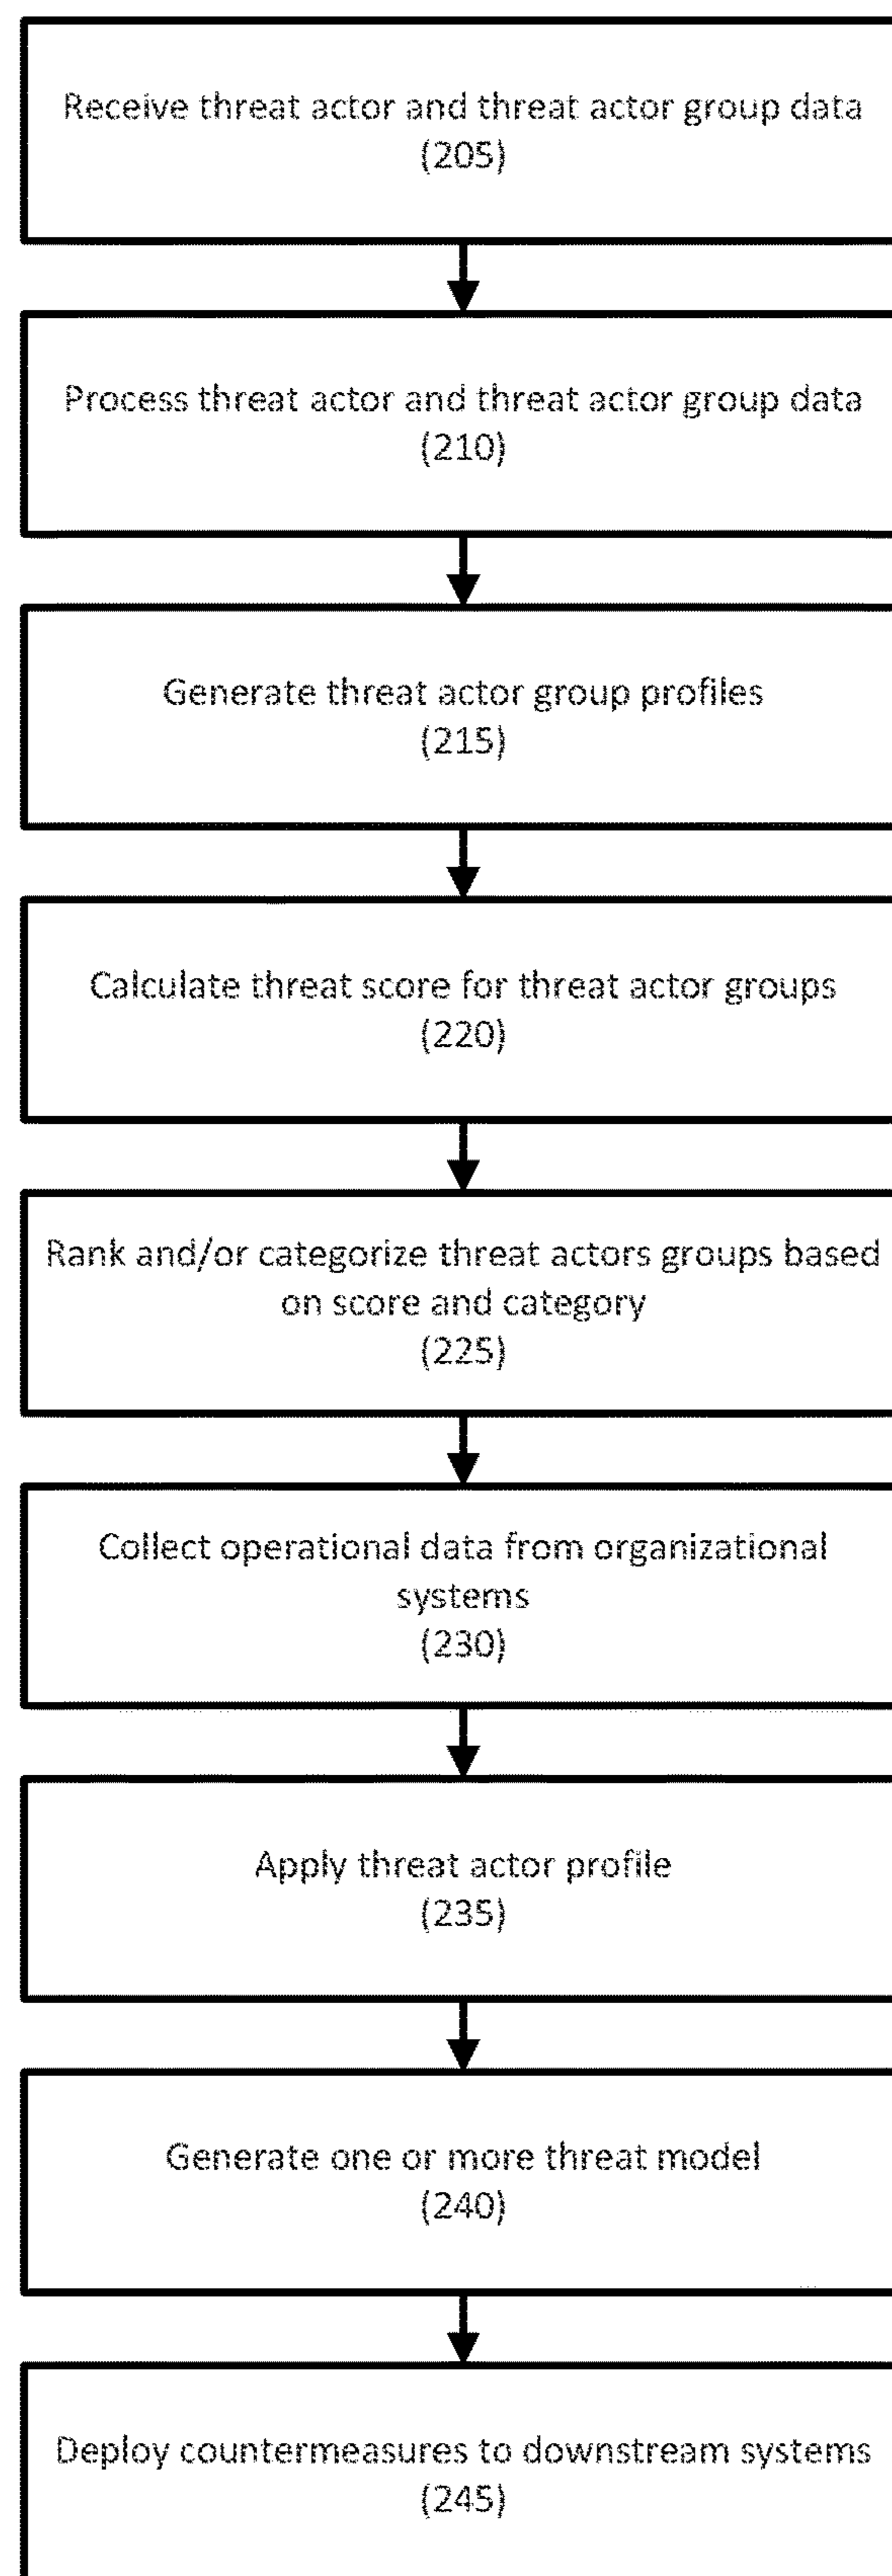 Receive threat actor and threat actor group data
(205)
Process threat actor and threat actor group data
(210)
Generate threat actor group profiles
(215)
Calculate threat score for threat actor groups
(220)
Rank and/or categorize threat actors groups based
on score and category
(225)
Collect operational data from organizational
systems
(230)
Apply threat actor profile
(235)
Generate one or more threat model
(240)
Deploy countermeasures to downstream systems
(245)